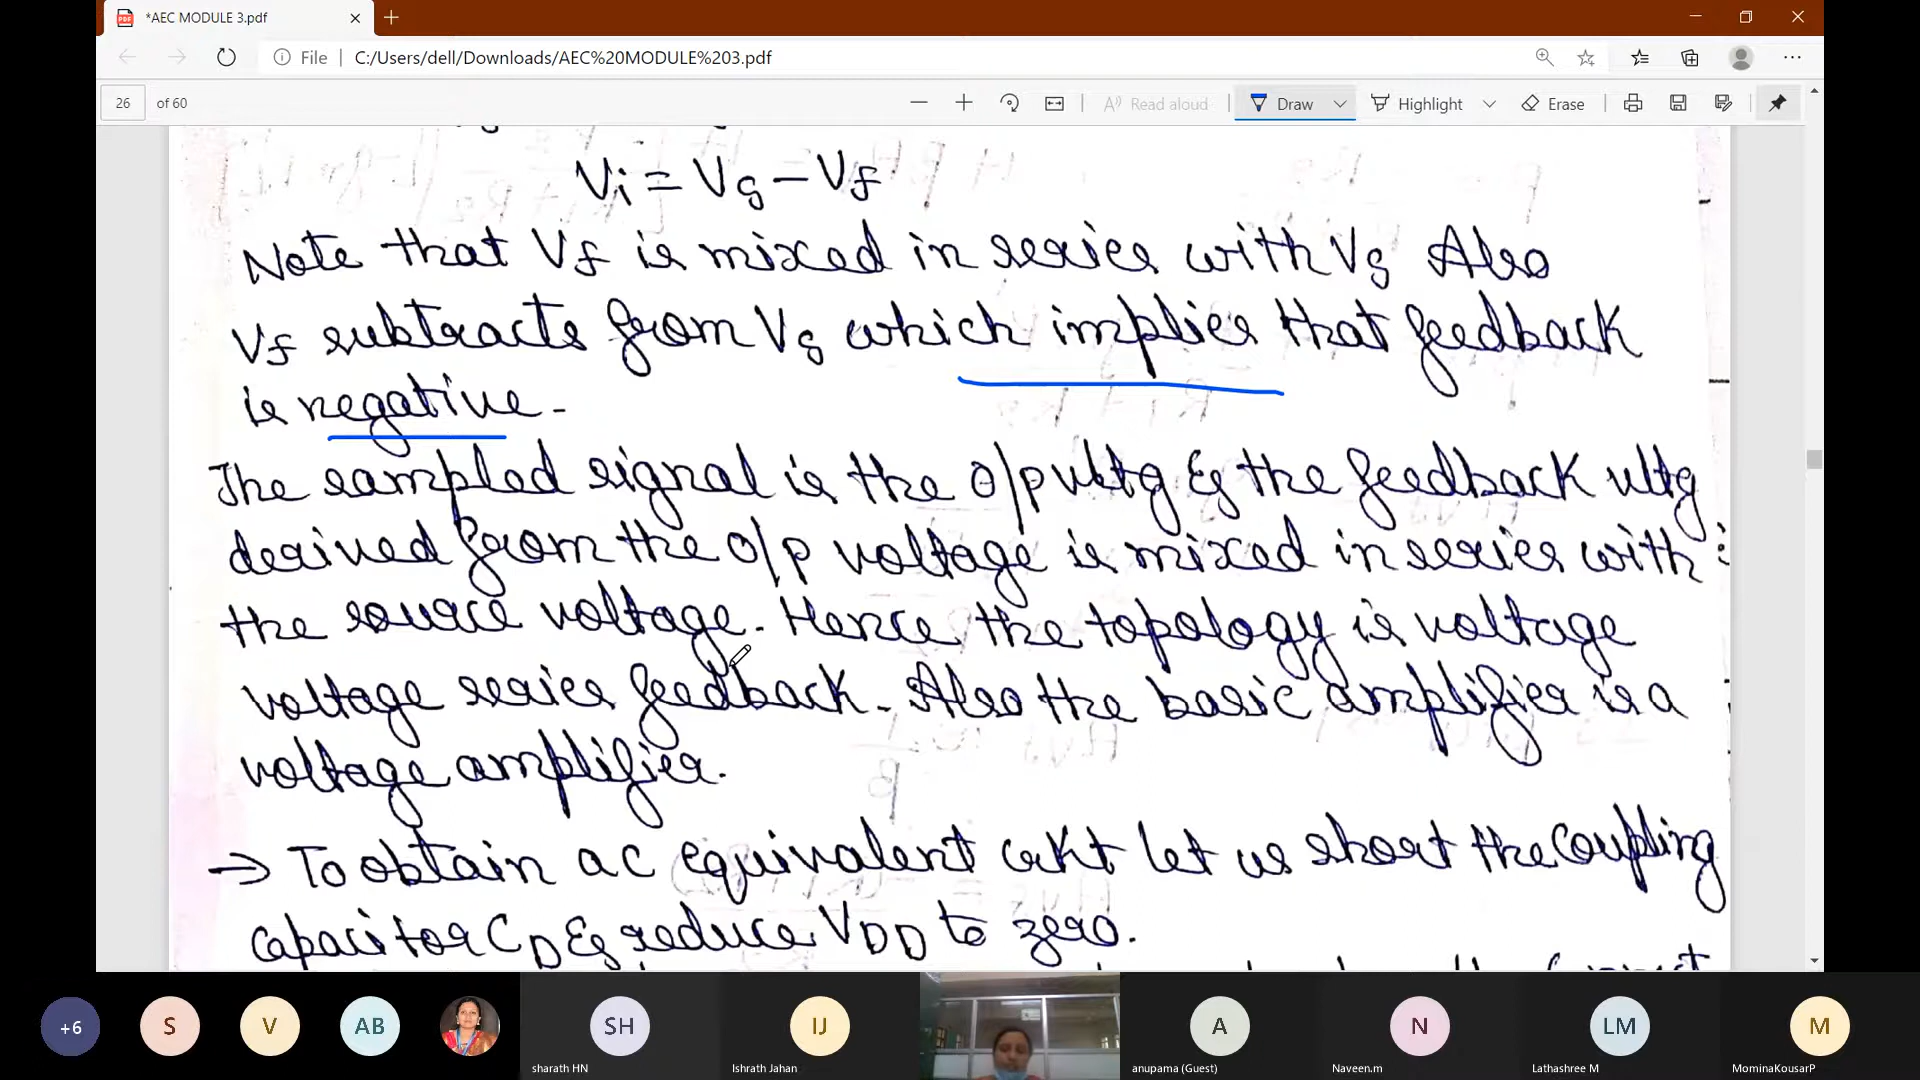 *AEC MODULE 3.pdf
File
C:/Users/dell/Downloads/AEC%20MODULE%203.pdf
26 of 60
Read aloud
Draw
Highlight
Erase
Vi = Vs - Vf
Note that Vf is mixed in series with Vs Also
Vf subtracts from Vs which implies that feedback
is negative.
The sampled signal is the o/p vltg & the feedback vltg
derived from the o/p voltage is mixed in series with
the source voltage. Hence, the topology is voltage
voltage series feedback. Also the basic amplifier is a
voltage amplifier.
→ To obtain ac equivalent ckt let us short the coupling
capacitor CD & reduce VDD to zero.
+6
S
V
AB
SH
sharath HN
IJ
Ishrath Jahan
A
anupama (Guest)
N
Naveen.m
LM
Lathashree M
M
MominaKousarP